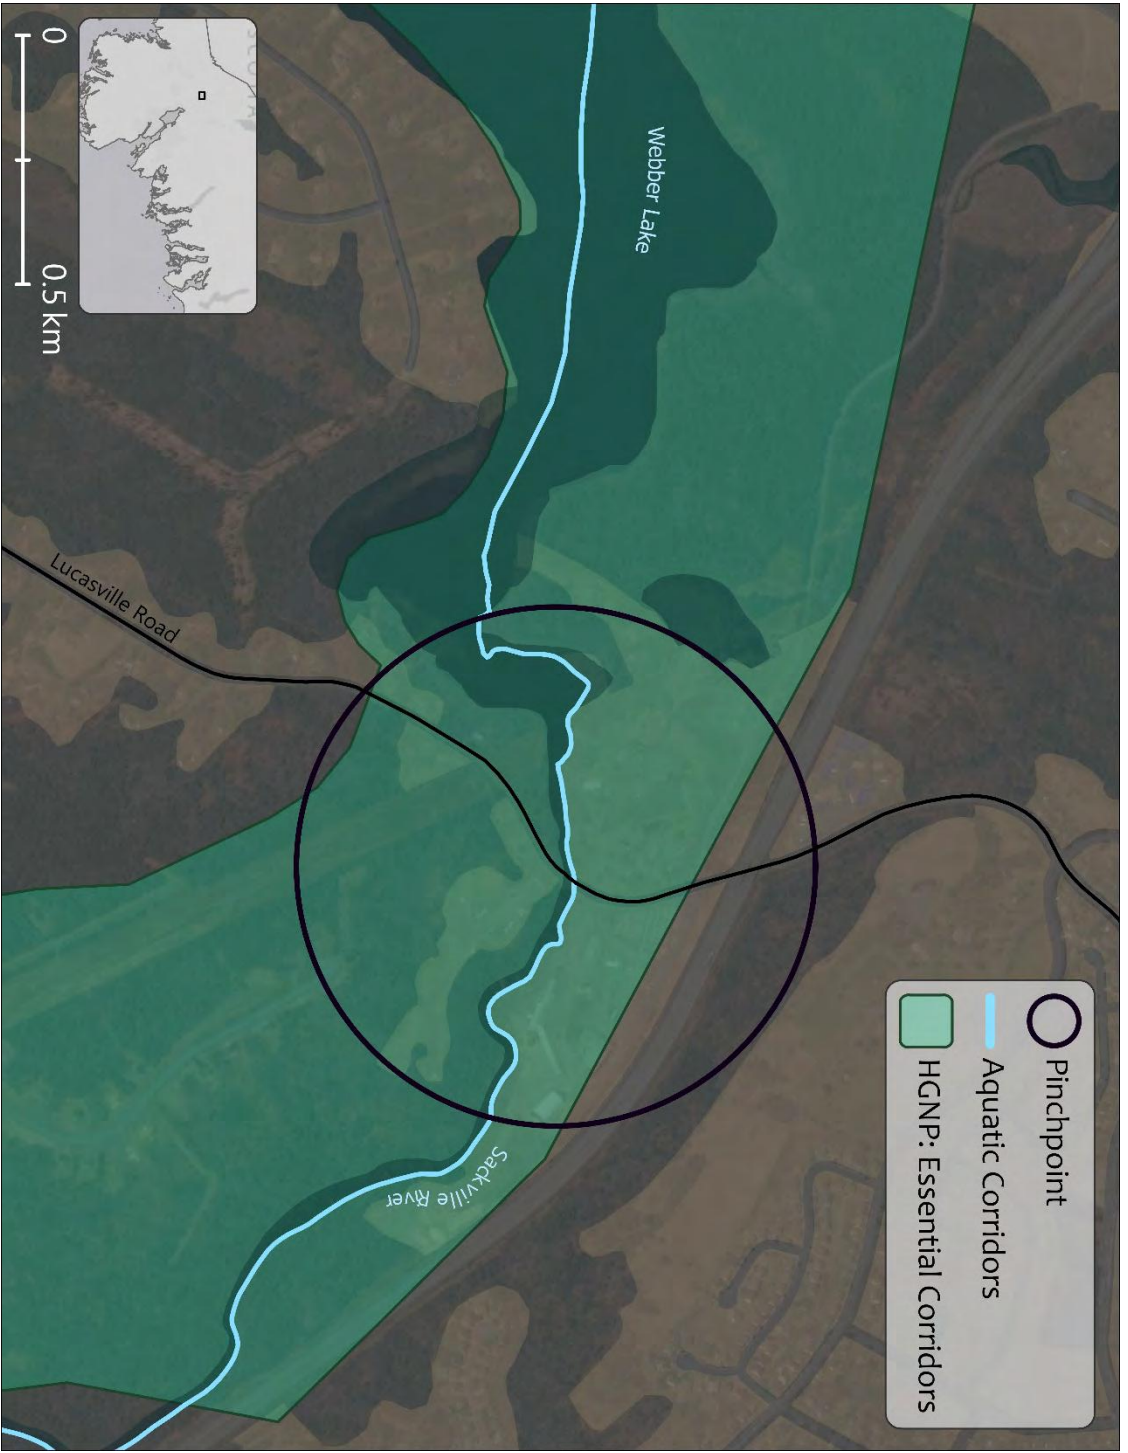 Pinchpoint
Aquatic Corridors
HGNP: Essential Corridors
Webber Lake
Sackville River
Lucasville Road
0
0.5 km